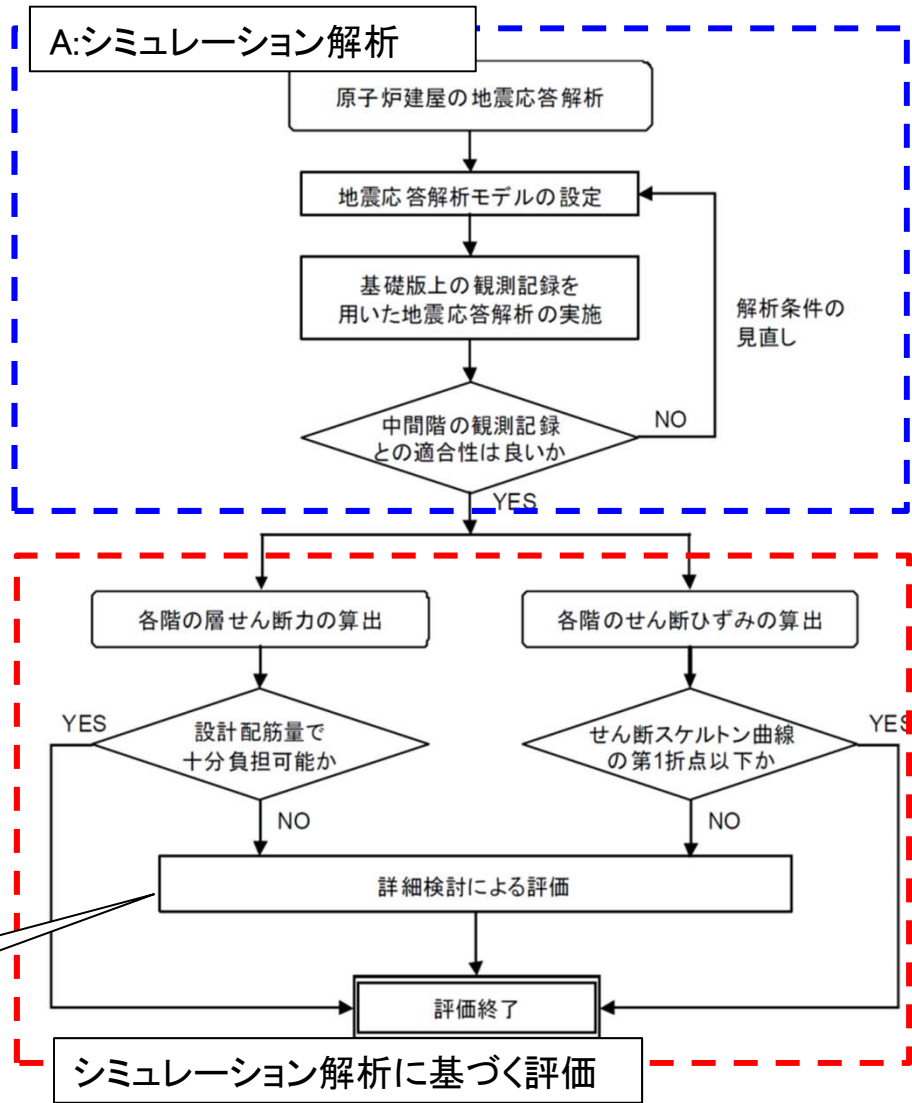 A:シミュレーション解析
原子炉建屋の地震応答解析
地震応答解析モデルの設定
基礎版上の観測記録を
用いた地震応答解析の実施
解析条件の
見直し
中間階の観測記録
との適合性は良いか
NO
YES
各階の層せん断力の算出
各階のせん断ひずみの算出
YES
設計配筋量で
十分負担可能か
せん断スケルトン曲線
の第1折点以下か
YES
NO
NO
詳細検討による評価
評価終了
シミュレーション解析に基づく評価